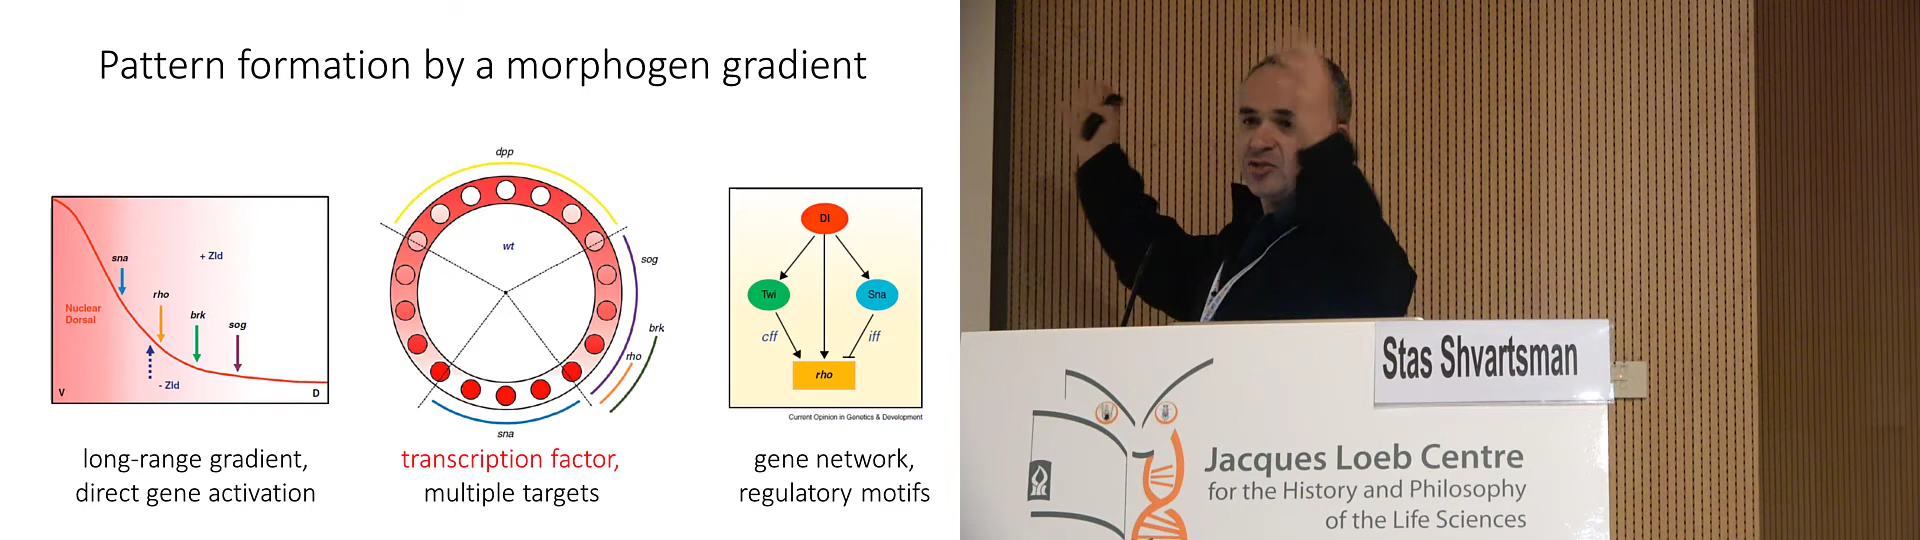 Pattern formation by a morphogen gradient
sna
+ Zld
rho
Nuclear
Dorsal
brk
sog
- Zld
V
D
long-range gradient,
direct gene activation
dpp
wt
sog
brk
rho
sna
transcription factor,
multiple targets
Dl
Twi
Sna
cff
iff
rho
Current Opinion in Genetics & Development
gene network,
regulatory motifs
Stas Shvartsman
Jacques Loeb Centre
for the History and Philosophy
of the Life Sciences